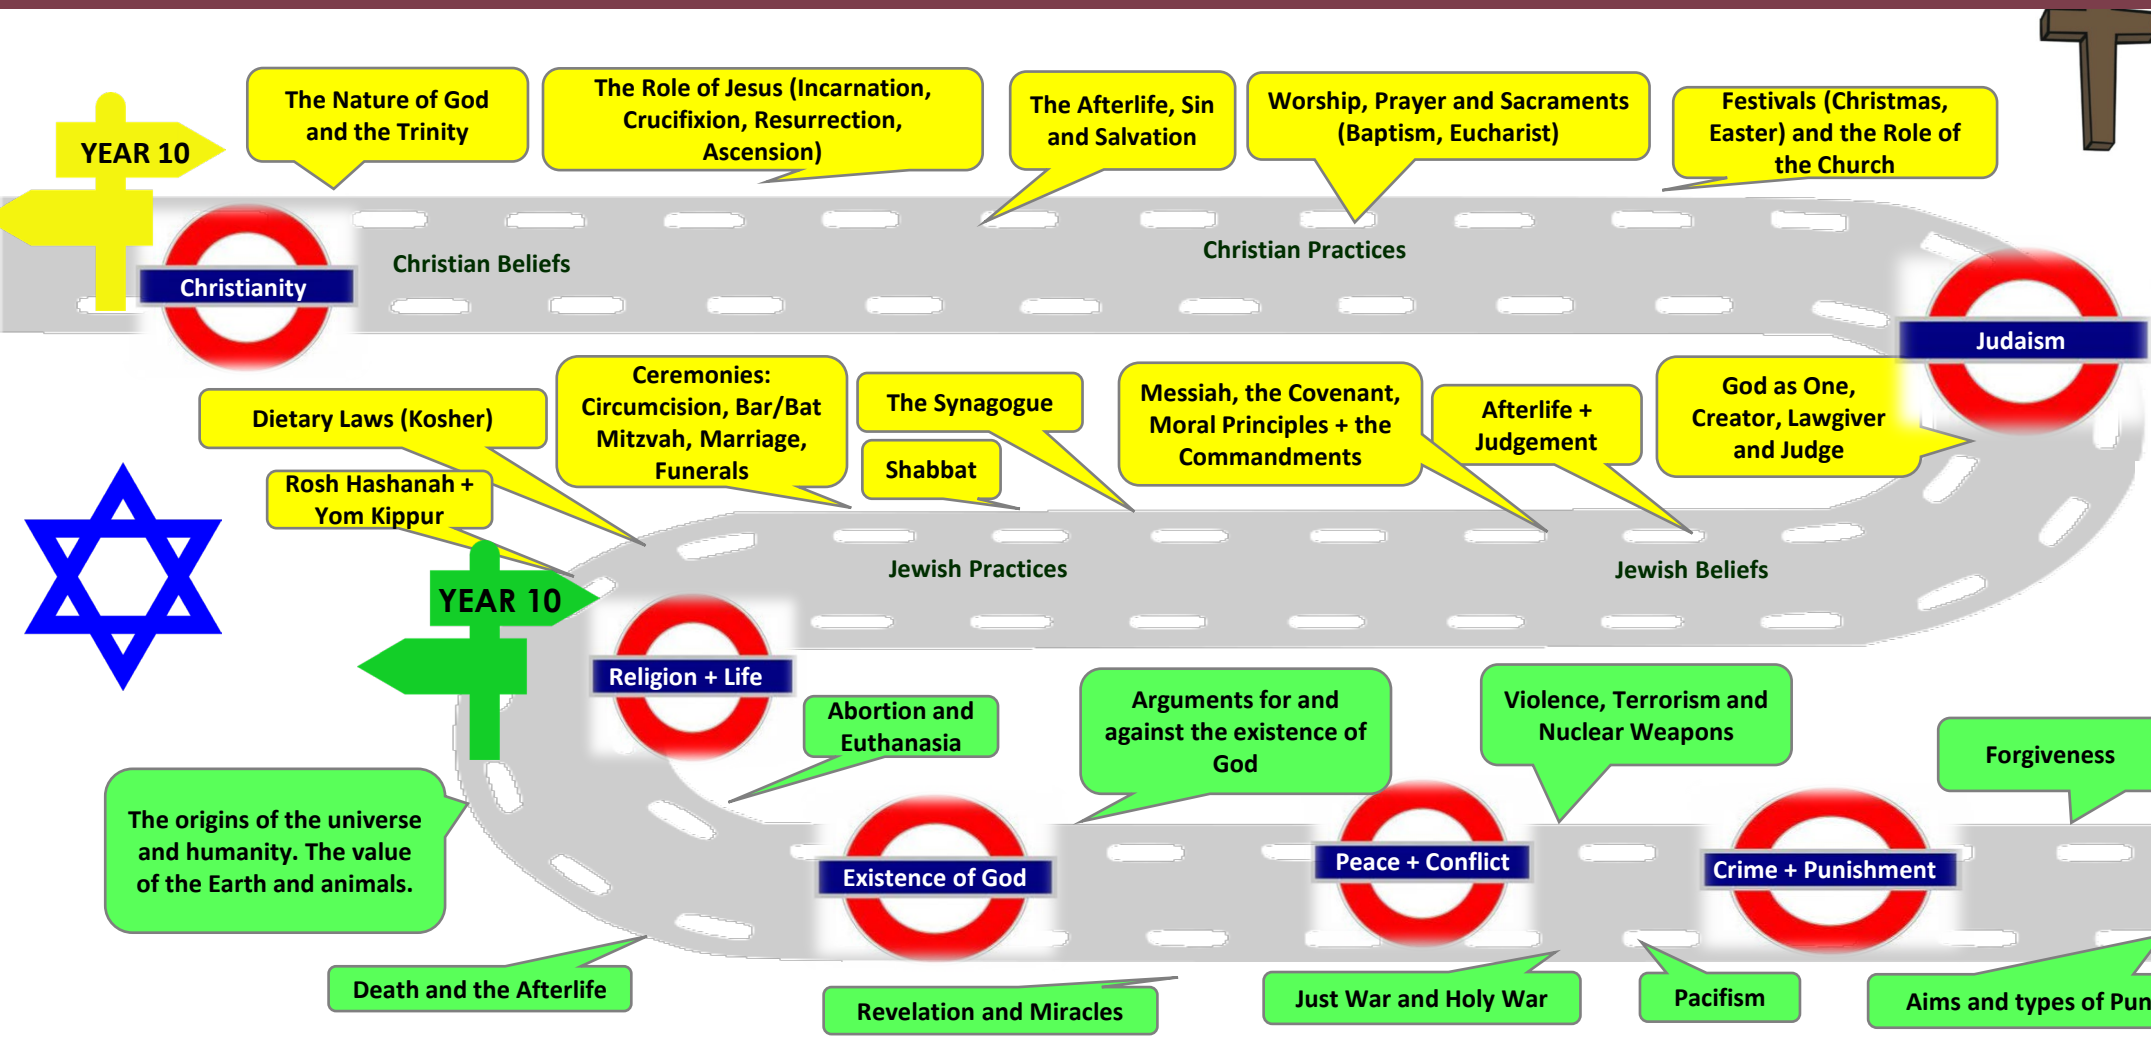 The Nature of God
and the Trinity
The Role of Jesus (Incarnation,
Crucifixion, Resurrection,
Ascension)
The Afterlife, Sin
and Salvation
Worship, Prayer and Sacraments
(Baptism, Eucharist)
Festivals (Christmas,
Easter) and the Role of
the Church
YEAR 10
Christianity
Christian Beliefs
Christian Practices
Judaism
God as One,
Creator, Lawgiver
and Judge
Afterlife +
Judgement
Messiah, the Covenant,
Moral Principles + the
Commandments
The Synagogue
Shabbat
Ceremonies:
Circumcision, Bar/Bat
Mitzvah, Marriage,
Funerals
Dietary Laws (Kosher)
Rosh Hashanah +
Yom Kippur
Jewish Practices
Jewish Beliefs
YEAR 10
Religion + Life
Abortion and
Euthanasia
The origins of the universe
and humanity. The value
of the Earth and animals.
Death and the Afterlife
Existence of God
Arguments for and
against the existence of
God
Revelation and Miracles
Peace + Conflict
Violence, Terrorism and
Nuclear Weapons
Just War and Holy War
Pacifism
Crime + Punishment
Forgiveness
Aims and types of Pun